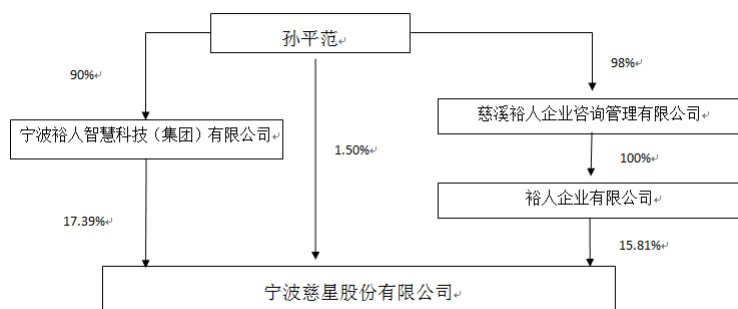 孙平范
90%
98%
宁波裕人智慧科技（集团）有限公司
慈溪裕人企业咨询管理有限公司
1.50%
100%
裕人企业有限公司
17.39%
15.81%
宁波慈星股份有限公司